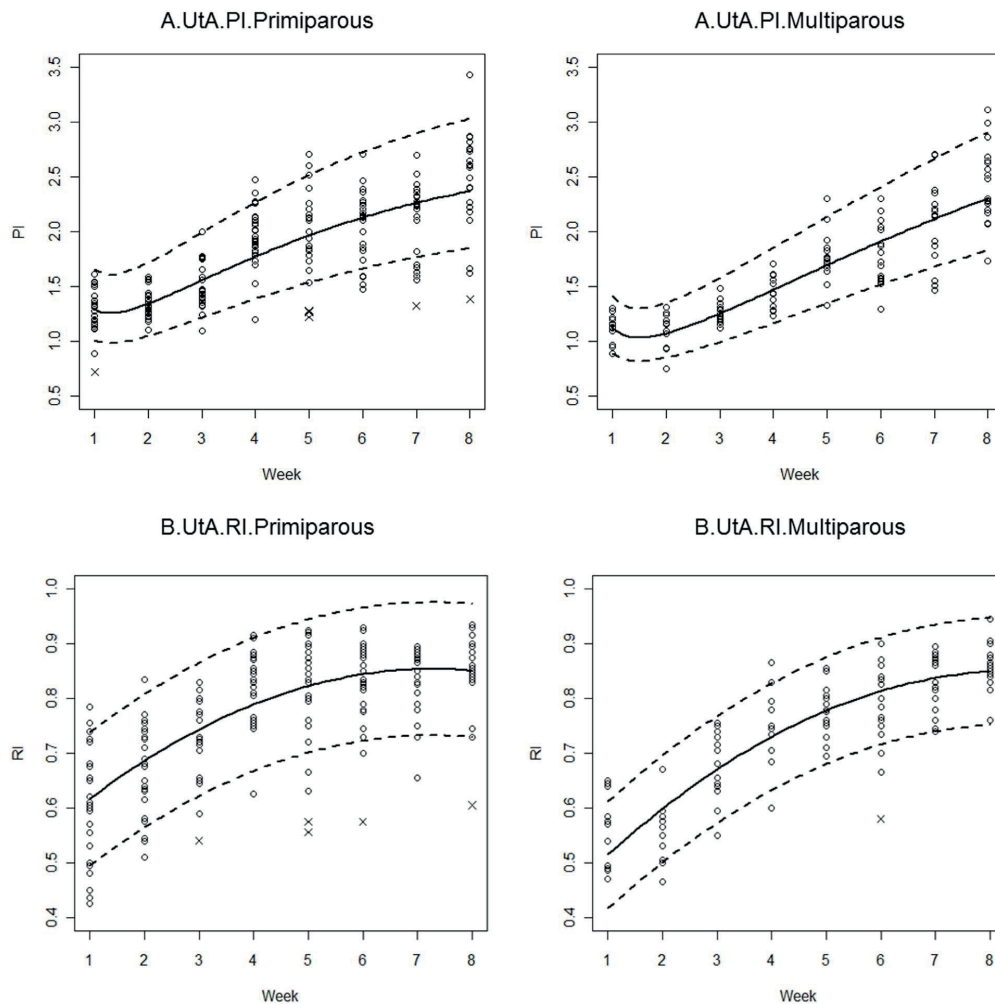 A.UtA.PI.Primiparous
PI
3.5
3.0
2.5
2.0
1.5
1.0
0.5
1 2 3 4 5 6 7 8
Week
A.UtA.PI.Multiparous
PI
3.5
3.0
2.5
2.0
1.5
1.0
0.5
1 2 3 4 5 6 7 8
Week
B.UtA.RI.Primiparous
RI
1.0
0.9
0.8
0.7
0.6
0.5
0.4
1 2 3 4 5 6 7 8
Week
B.UtA.RI.Multiparous
RI
1.0
0.9
0.8
0.7
0.6
0.5
0.4
1 2 3 4 5 6 7 8
Week